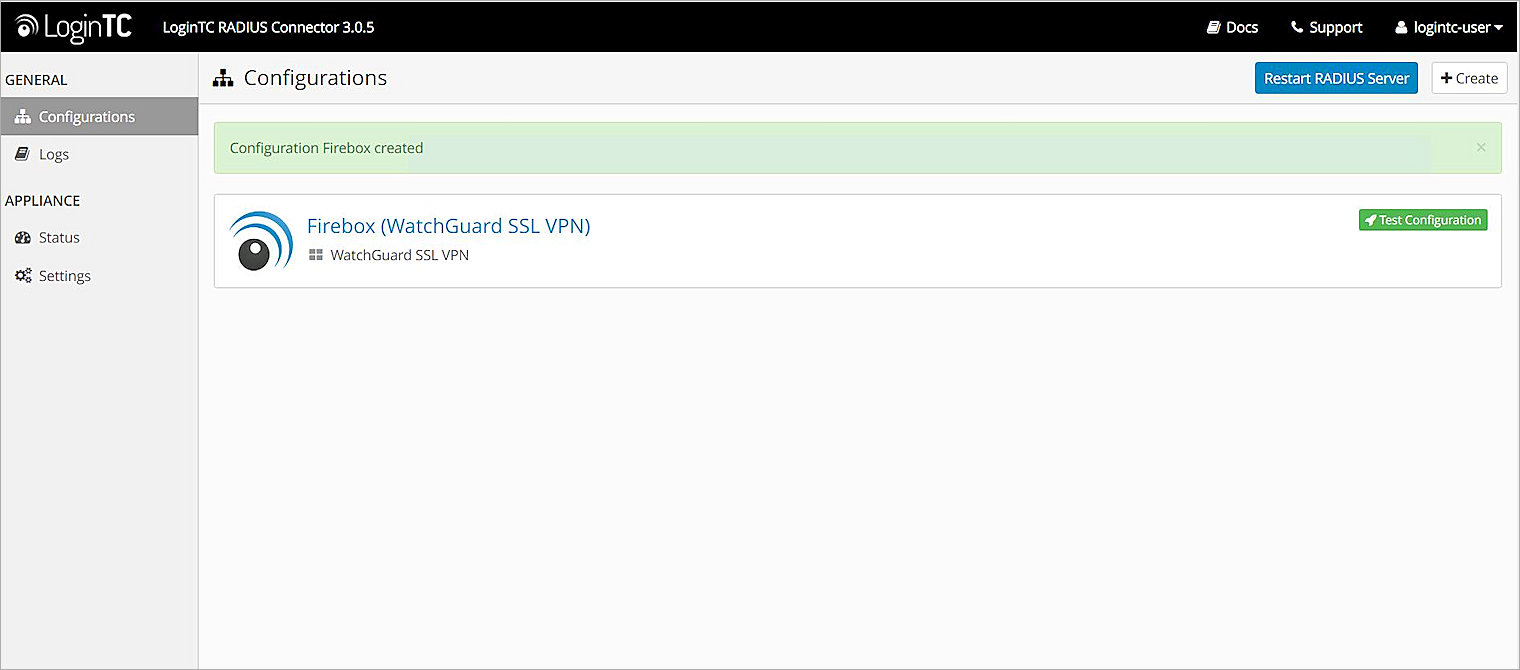 LoginTC LoginTC RADIUS Connector 3.0.5 Docs Support logintc-user
GENERAL
Configurations
Logs
APPLIANCE
Status
Settings
Configurations Restart RADIUS Server + Create
Configuration Firebox created ×
Firebox (WatchGuard SSL VPN) Test Configuration
WatchGuard SSL VPN